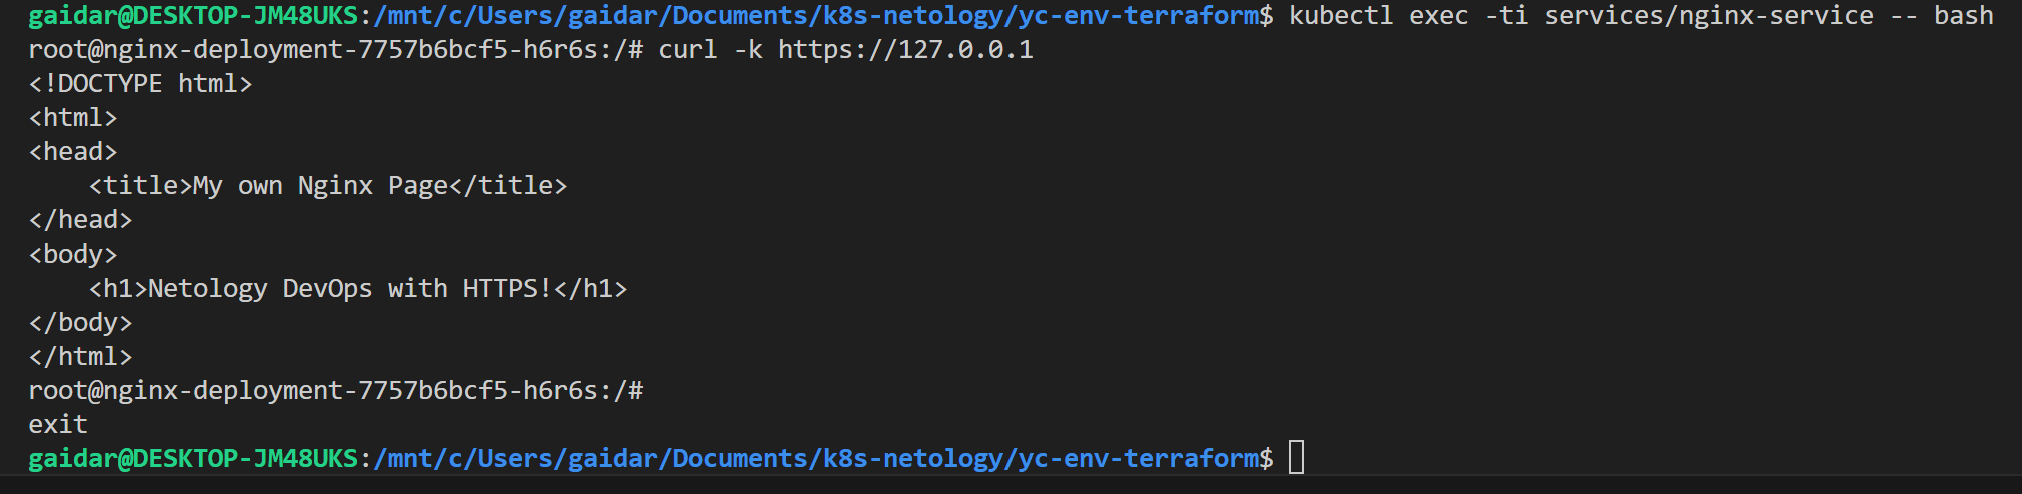 gaidar@DESKTOP-JM48UKS:/mnt/c/Users/gaidar/Documents/k8s-netology/yc-env-terraform$ kubectl exec -ti services/nginx-service -- bash
root@nginx-deployment-7757b6bcf5-h6r6s:/# curl -k https://127.0.0.1
<!DOCTYPE html>
<html>
<head>
    <title>My own Nginx Page</title>
</head>
<body>
    <h1>Netology DevOps with HTTPS!</h1>
</body>
</html>
root@nginx-deployment-7757b6bcf5-h6r6s:/#
exit
gaidar@DESKTOP-JM48UKS:/mnt/c/Users/gaidar/Documents/k8s-netology/yc-env-terraform$